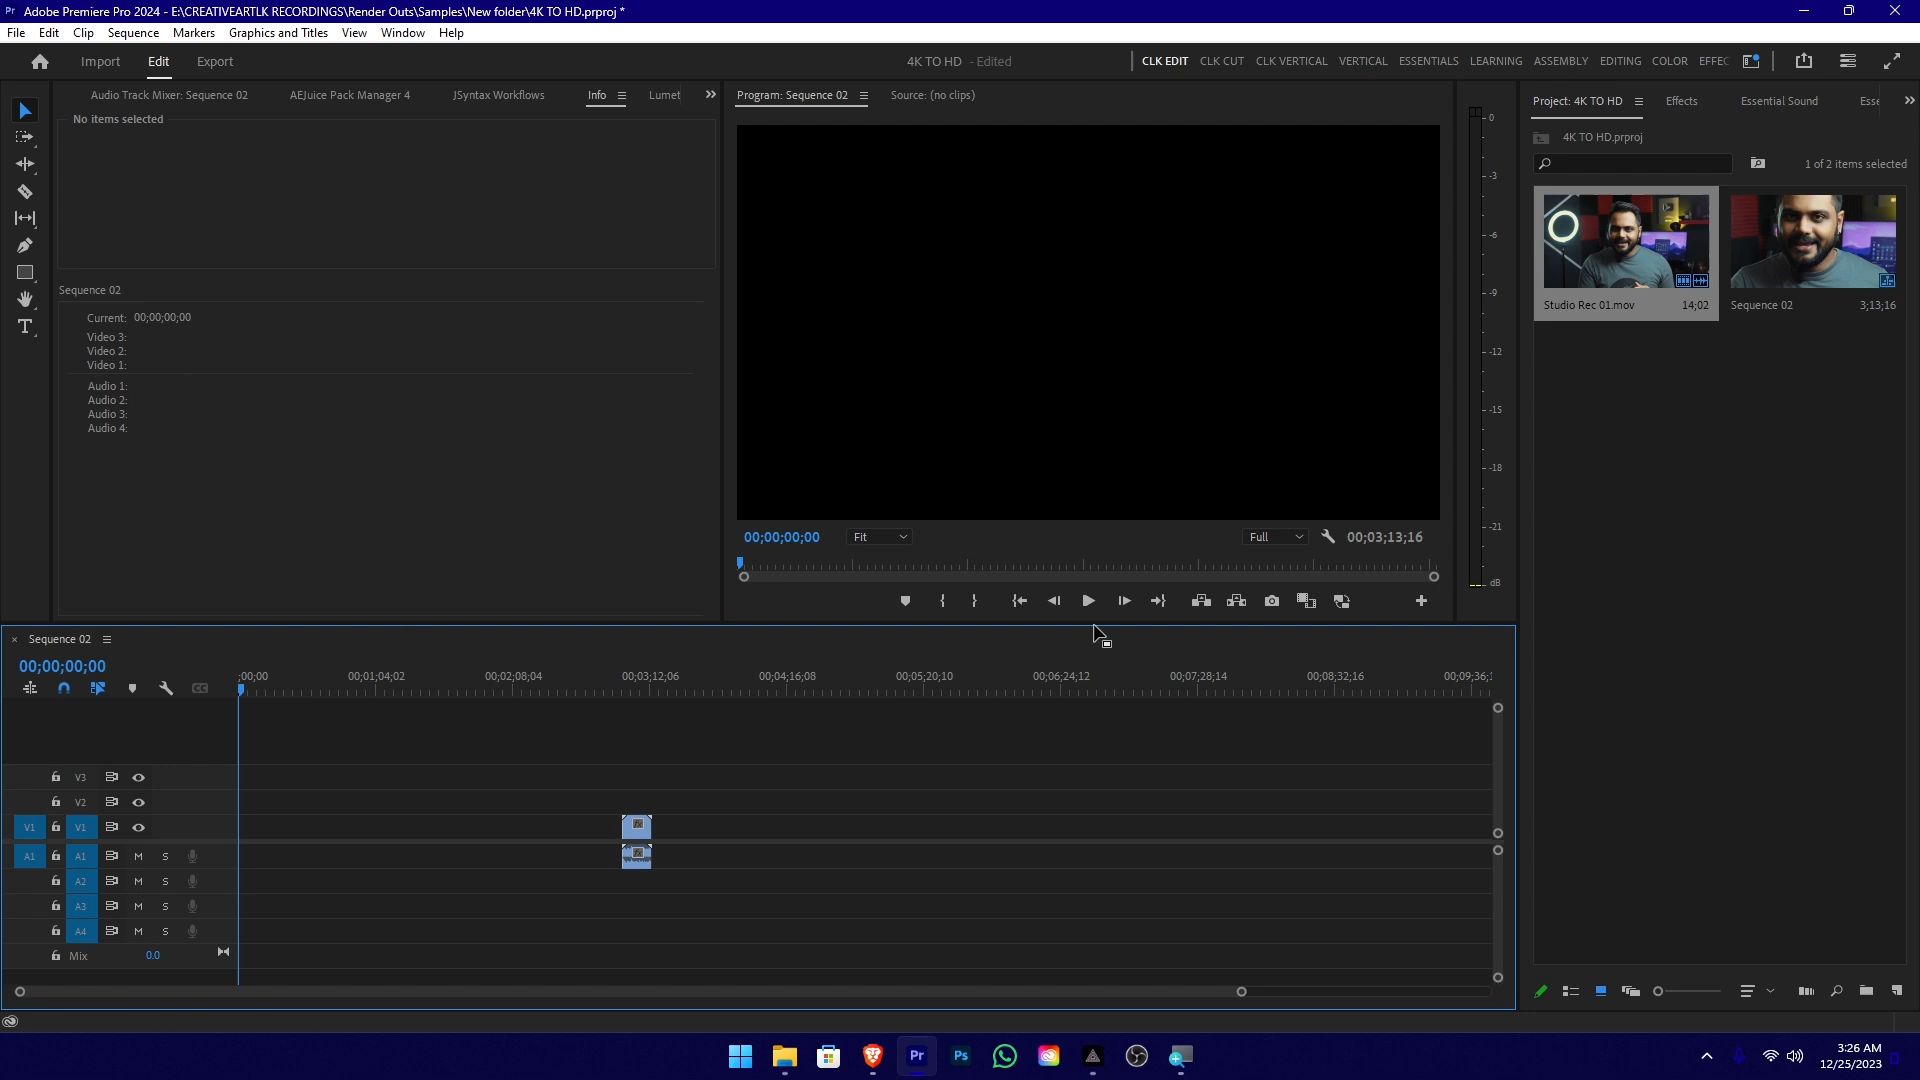 Pr Adobe Premiere Pro 2024 - E:\CREATIVEARTLK RECORDINGS\Render Outs\Samples\New folder\4K TO HD.prproj *
File Edit Clip Sequence Markers Graphics and Titles View Window Help
Import Edit Export 4K TO HD - Edited CLK EDIT CLK CUT CLK VERTICAL VERTICAL ESSENTIALS LEARNING ASSEMBLY EDITING COLOR EFFEC
Audio Track Mixer: Sequence 02 AEJuice Pack Manager 4 JSyntax Workflows Info Lumet
Program: Sequence 02 Source: (no clips)
Project: 4K TO HD Effects Essential Sound Esse
No items selected
4K TO HD.prproj
1 of 2 items selected
Sequence 02
Current: 00;00;00;00
Video 3:
Video 2:
Video 1:
Audio 1:
Audio 2:
Audio 3:
Audio 4:
0
-3
-6
-9
-12
-15
-18
-21
dB
Studio Rec 01.mov 14;02
Sequence 02 3;13;16
00;00;00;00 Fit Full 00;03;13;16
× Sequence 02
00;00;00;00
;00;00 00;01;04;02 00;02;08;04 00;03;12;06 00;04;16;08 00;05;20;10 00;06;24;12 00;07;28;14 00;08;32;16 00;09;36;1
V3
V2
V1 V1
A1 A1 M S
A2 M S
A3 M S
A4 M S
Mix 0.0
fx
fx
Pr Ps
3:26 AM
12/25/2023